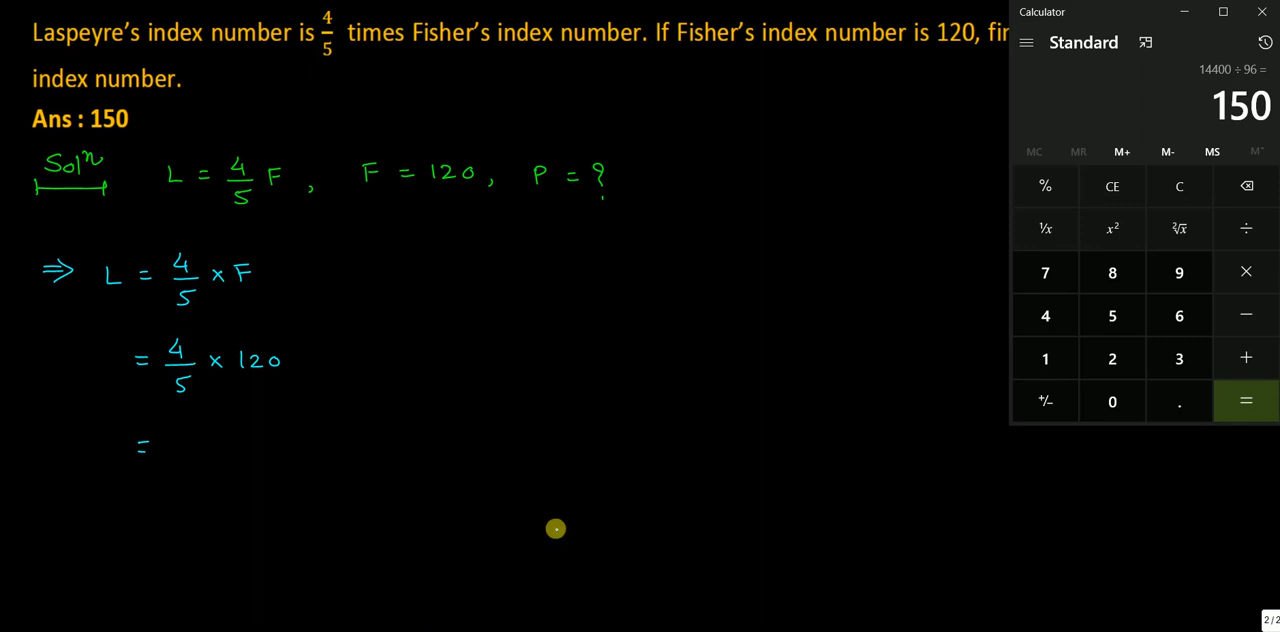 Laspeyre's index number is 4/5 times Fisher's index number. If Fisher's index number is 120,
index number.
Ans : 150
Solⁿ L = 4/5 F , F = 120 , P = ?
⇒ L = 4/5 × F
= 4/5 × 120
=
Calculator
Standard
14400 ÷ 96 =
150
MC MR M+ M- MS M˅
% CE C
¹/x x² ²√x ÷
7 8 9 ×
4 5 6 −
1 2 3 +
+/− 0 . =
2/2